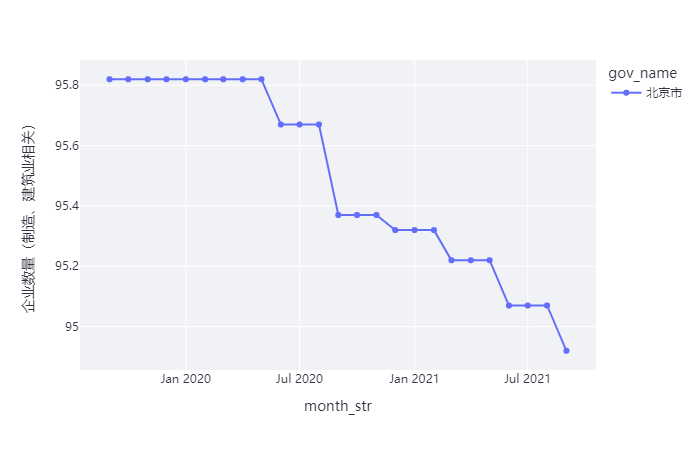 gov_name
北京市
95.8
95.6
95.4
95.2
95
企业数量（制造、建筑业相关）
Jan 2020
Jul 2020
Jan 2021
Jul 2021
month_str